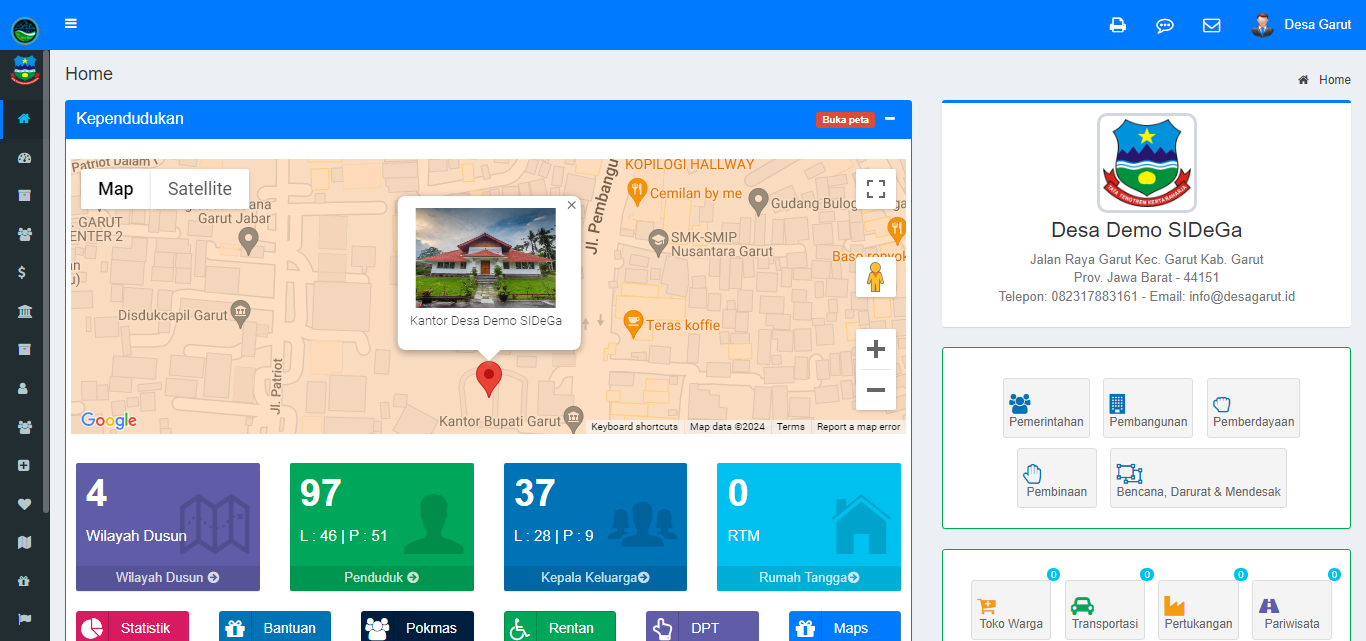 Desa Garut
Home
Home
Kependudukan
Buka peta
Map
Satellite
Patriot Dalam
GARUT
ENTER 2
ana
Garut Jabar
Disdukcapil Garut
Jl. Patriot
Kantor Desa Demo SIDeGa
Kantor Bupati Garut
Jl. Pembangu
KOPILOGI HALLWAY
Cemilan by me
Gudang Bulog
SMK-SMIP
Nusantara Garut
Baso
Teras koffie
Google
Keyboard shortcuts
Map data ©2024
Terms
Report a map error
4
Wilayah Dusun
Wilayah Dusun
97
L : 46 | P : 51
Penduduk
37
L : 28 | P : 9
Kepala Keluarga
0
RTM
Rumah Tangga
Statistik
Bantuan
Pokmas
Rentan
DPT
Maps
Desa Demo SIDeGa
Jalan Raya Garut Kec. Garut Kab. Garut
Prov. Jawa Barat - 44151
Telepon: 082317883161 - Email: info@desagarut.id
Pemerintahan
Pembangunan
Pemberdayaan
Pembinaan
Bencana, Darurat & Mendesak
0
Toko Warga
0
Transportasi
0
Pertukangan
0
Pariwisata